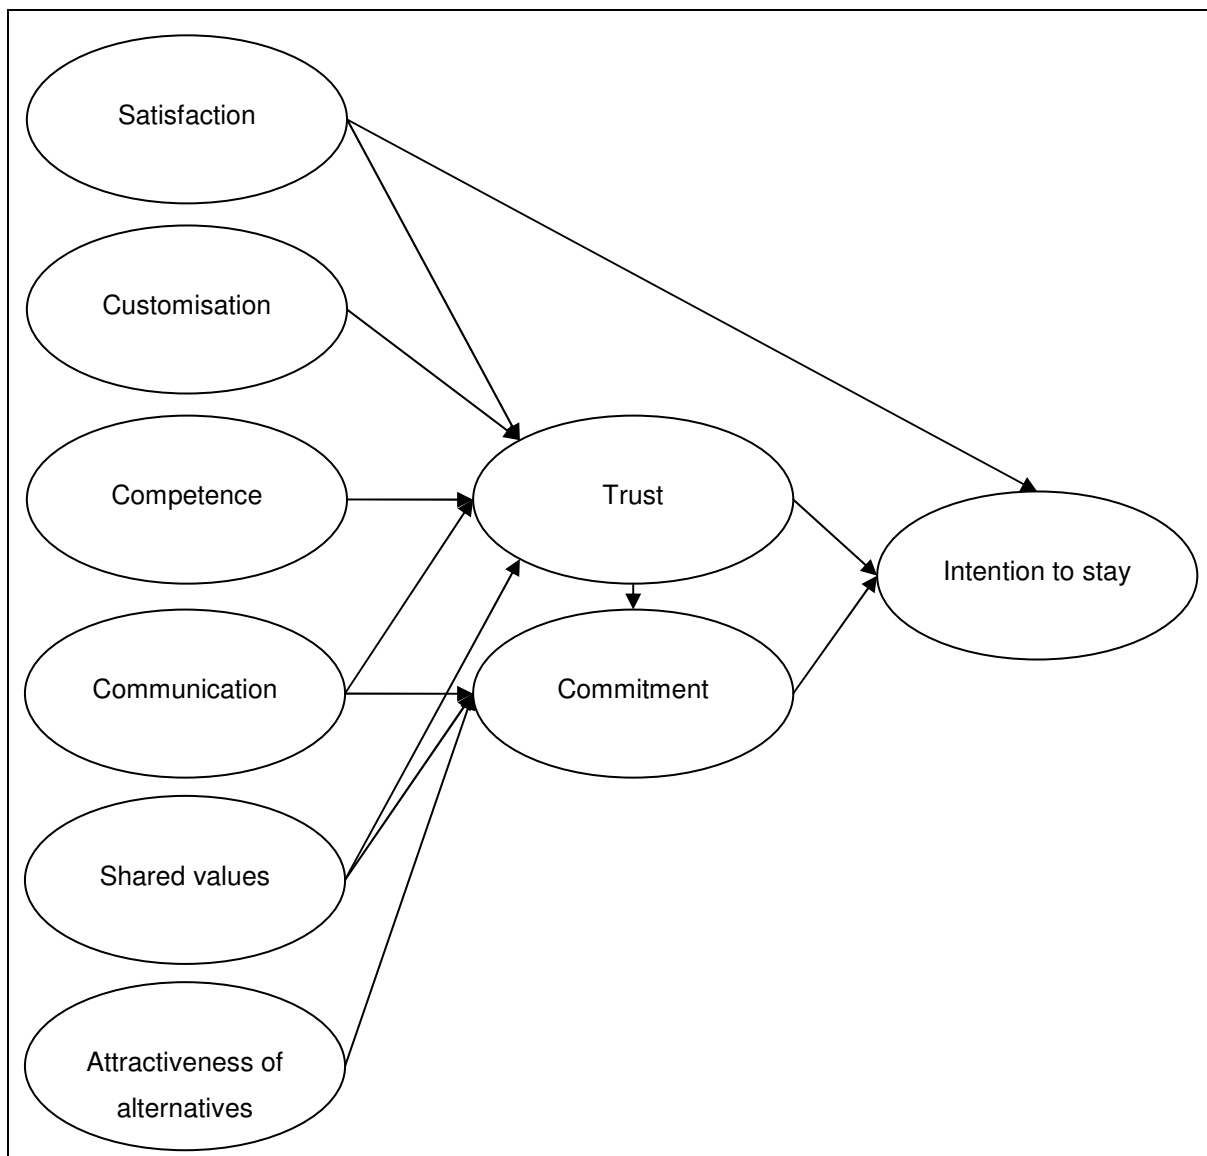 Satisfaction
Customisation
Competence
Trust
Intention to stay
Communication
Commitment
Shared values
Attractiveness of
alternatives